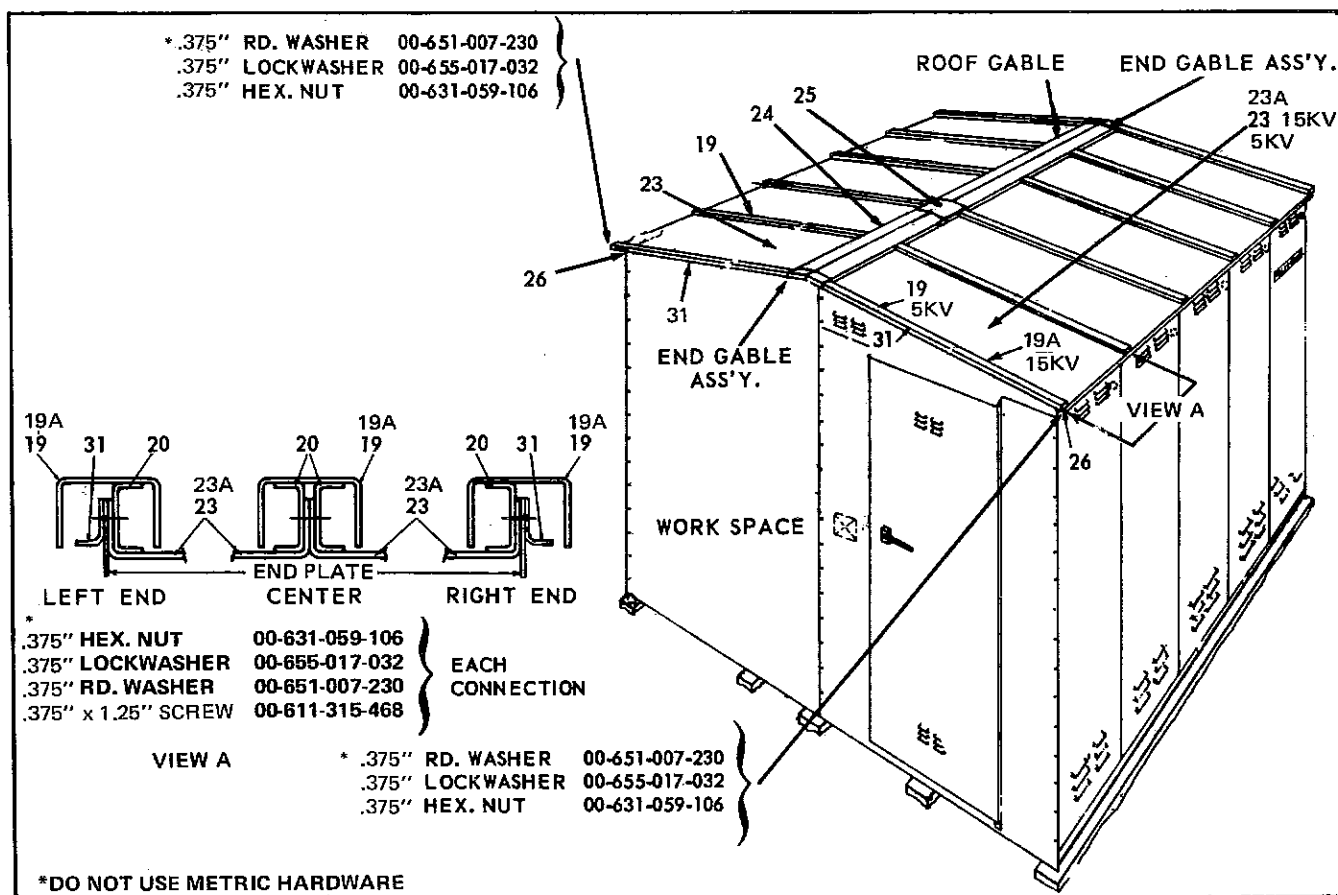 * .375" RD. WASHER 00-651-007-230
.375" LOCKWASHER 00-655-017-032
.375" HEX. NUT 00-631-059-106
ROOF GABLE
END GABLE ASS'Y.
23A
23 15KV
5KV
25
24
19
23
26
31
END GABLE
ASS'Y.
19
5KV
31
19A
15KV
VIEW A
26
WORK SPACE
19A
19
31
20
20
19A
19
20
31
19A
19
23A
23
23A
23
END PLATE
LEFT END
CENTER
RIGHT END
*
.375" HEX. NUT 00-631-059-106
.375" LOCKWASHER 00-655-017-032
.375" RD. WASHER 00-651-007-230
.375" x 1.25" SCREW 00-611-315-468
EACH
CONNECTION
VIEW A
* .375" RD. WASHER 00-651-007-230
.375" LOCKWASHER 00-655-017-032
.375" HEX. NUT 00-631-059-106
*DO NOT USE METRIC HARDWARE